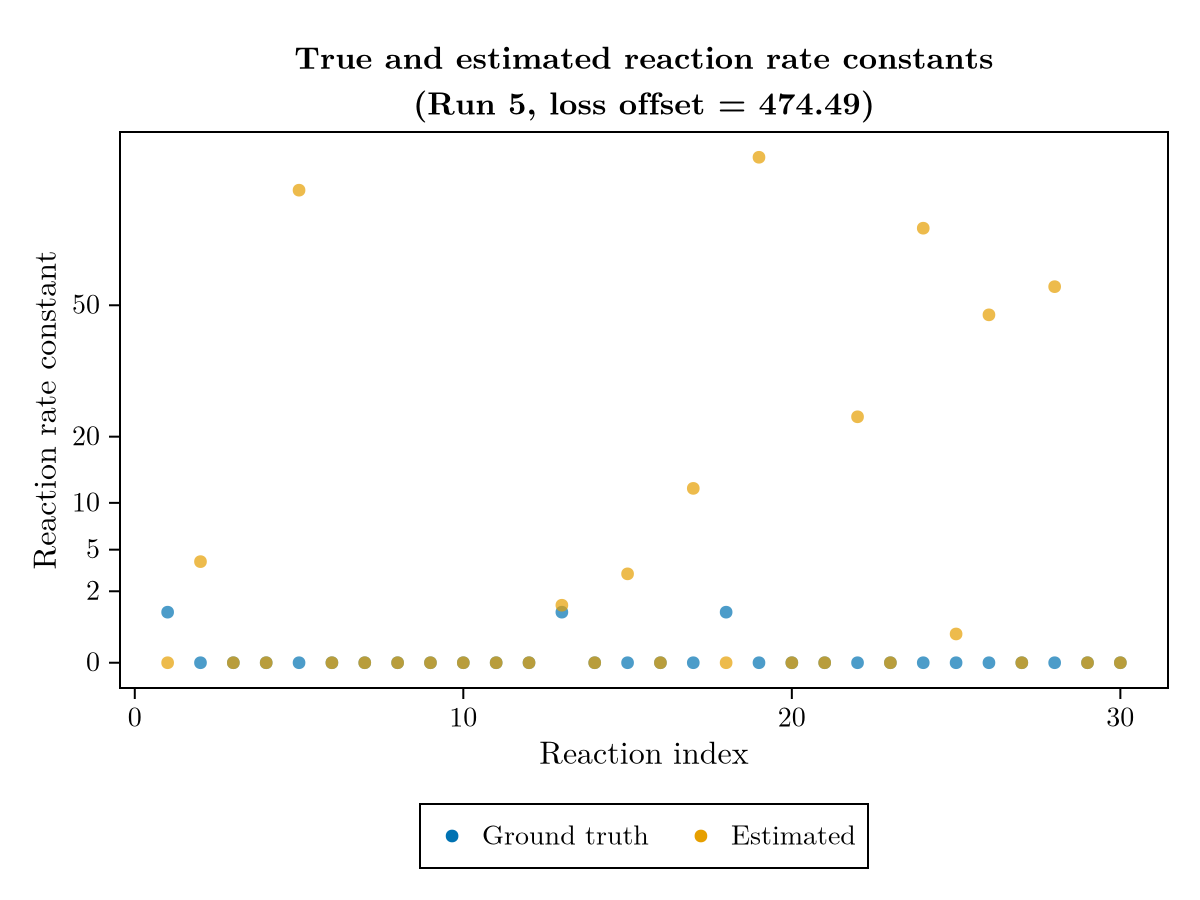 True and estimated reaction rate constants
(Run 5, loss offset = 474.49)
Reaction rate constant
50
20
10
5
2
0
0 10 20 30
Reaction index
Ground truth Estimated